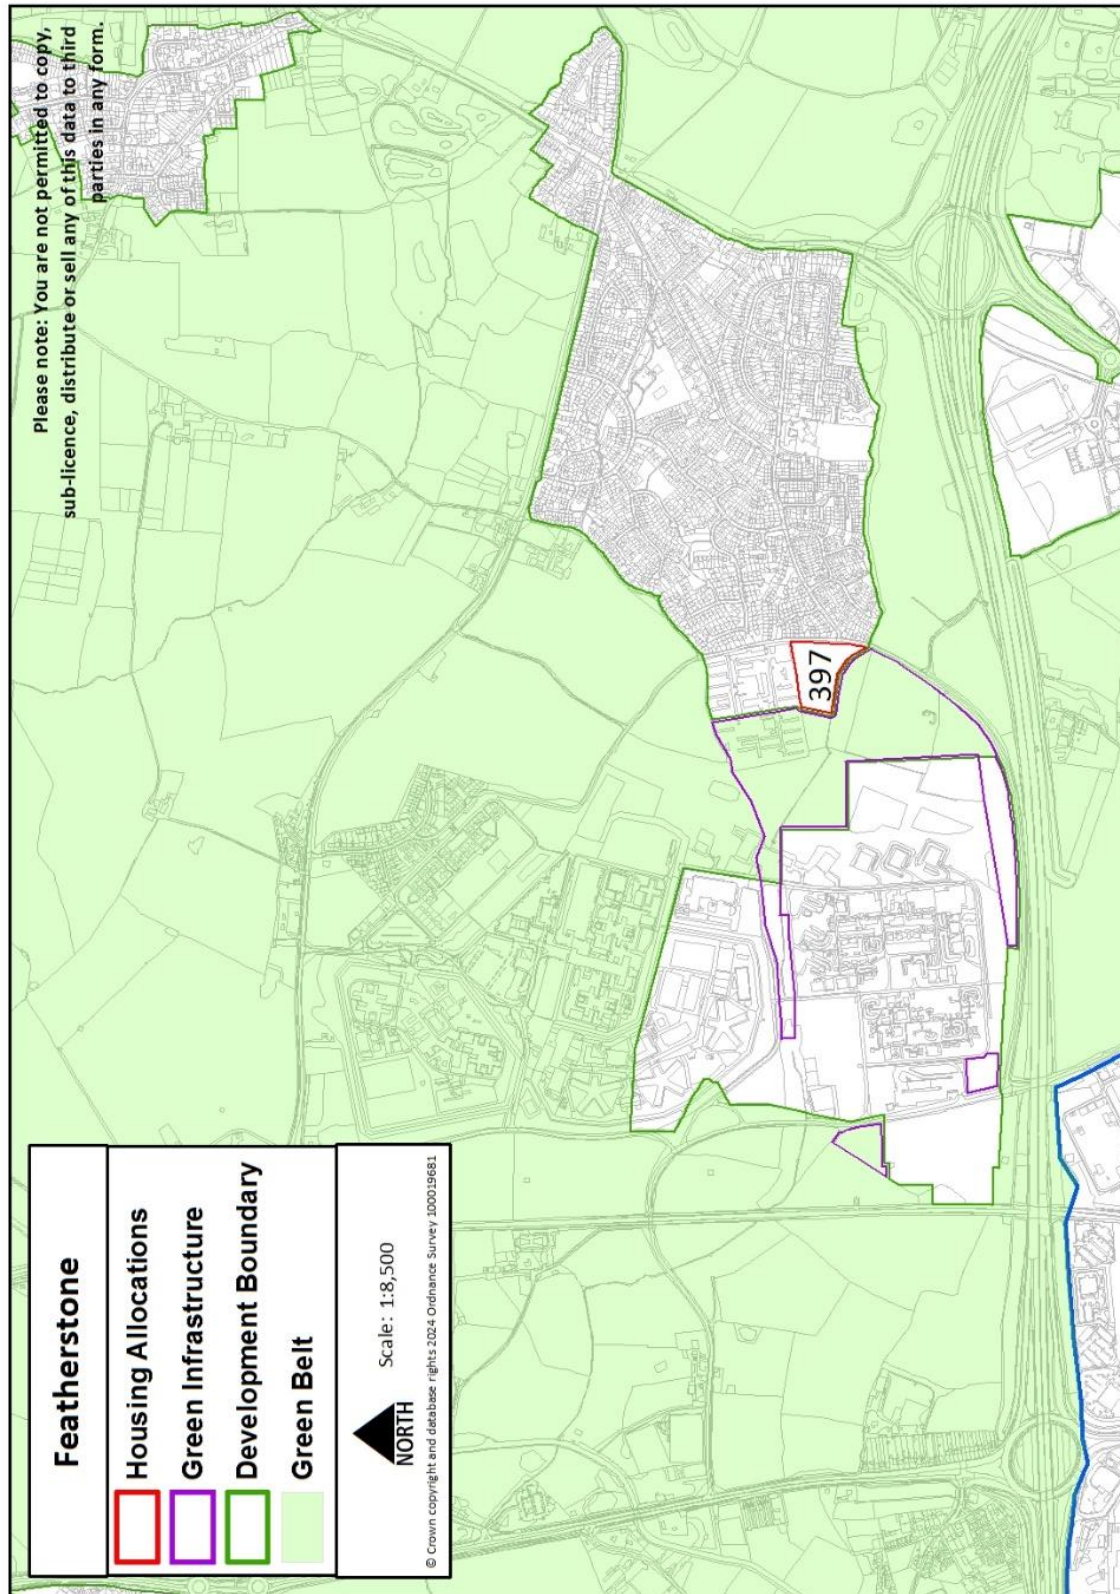 Please note: You are not permitted to copy,
sub-licence, distribute or sell any of this data to third
parties in any form.
Featherstone
Housing Allocations
Green Infrastructure
Development Boundary
Green Belt
NORTH
Scale: 1:8,500
© Crown copyright and database rights 2024 Ordnance Survey 100019681
397